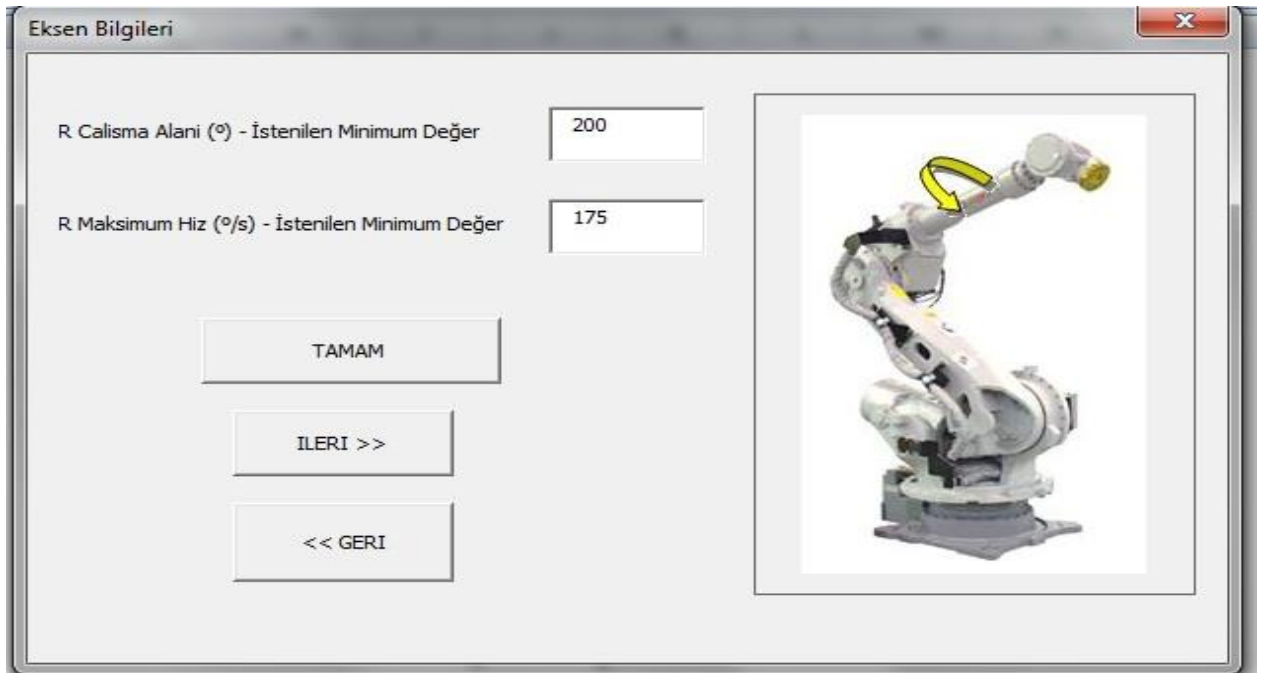 Eksen Bilgileri
R Calisma Alani (º) - İstenilen Minimum Değer
200
R Maksimum Hiz (º/s) - İstenilen Minimum Değer
175
TAMAM
ILERI >>
<< GERI